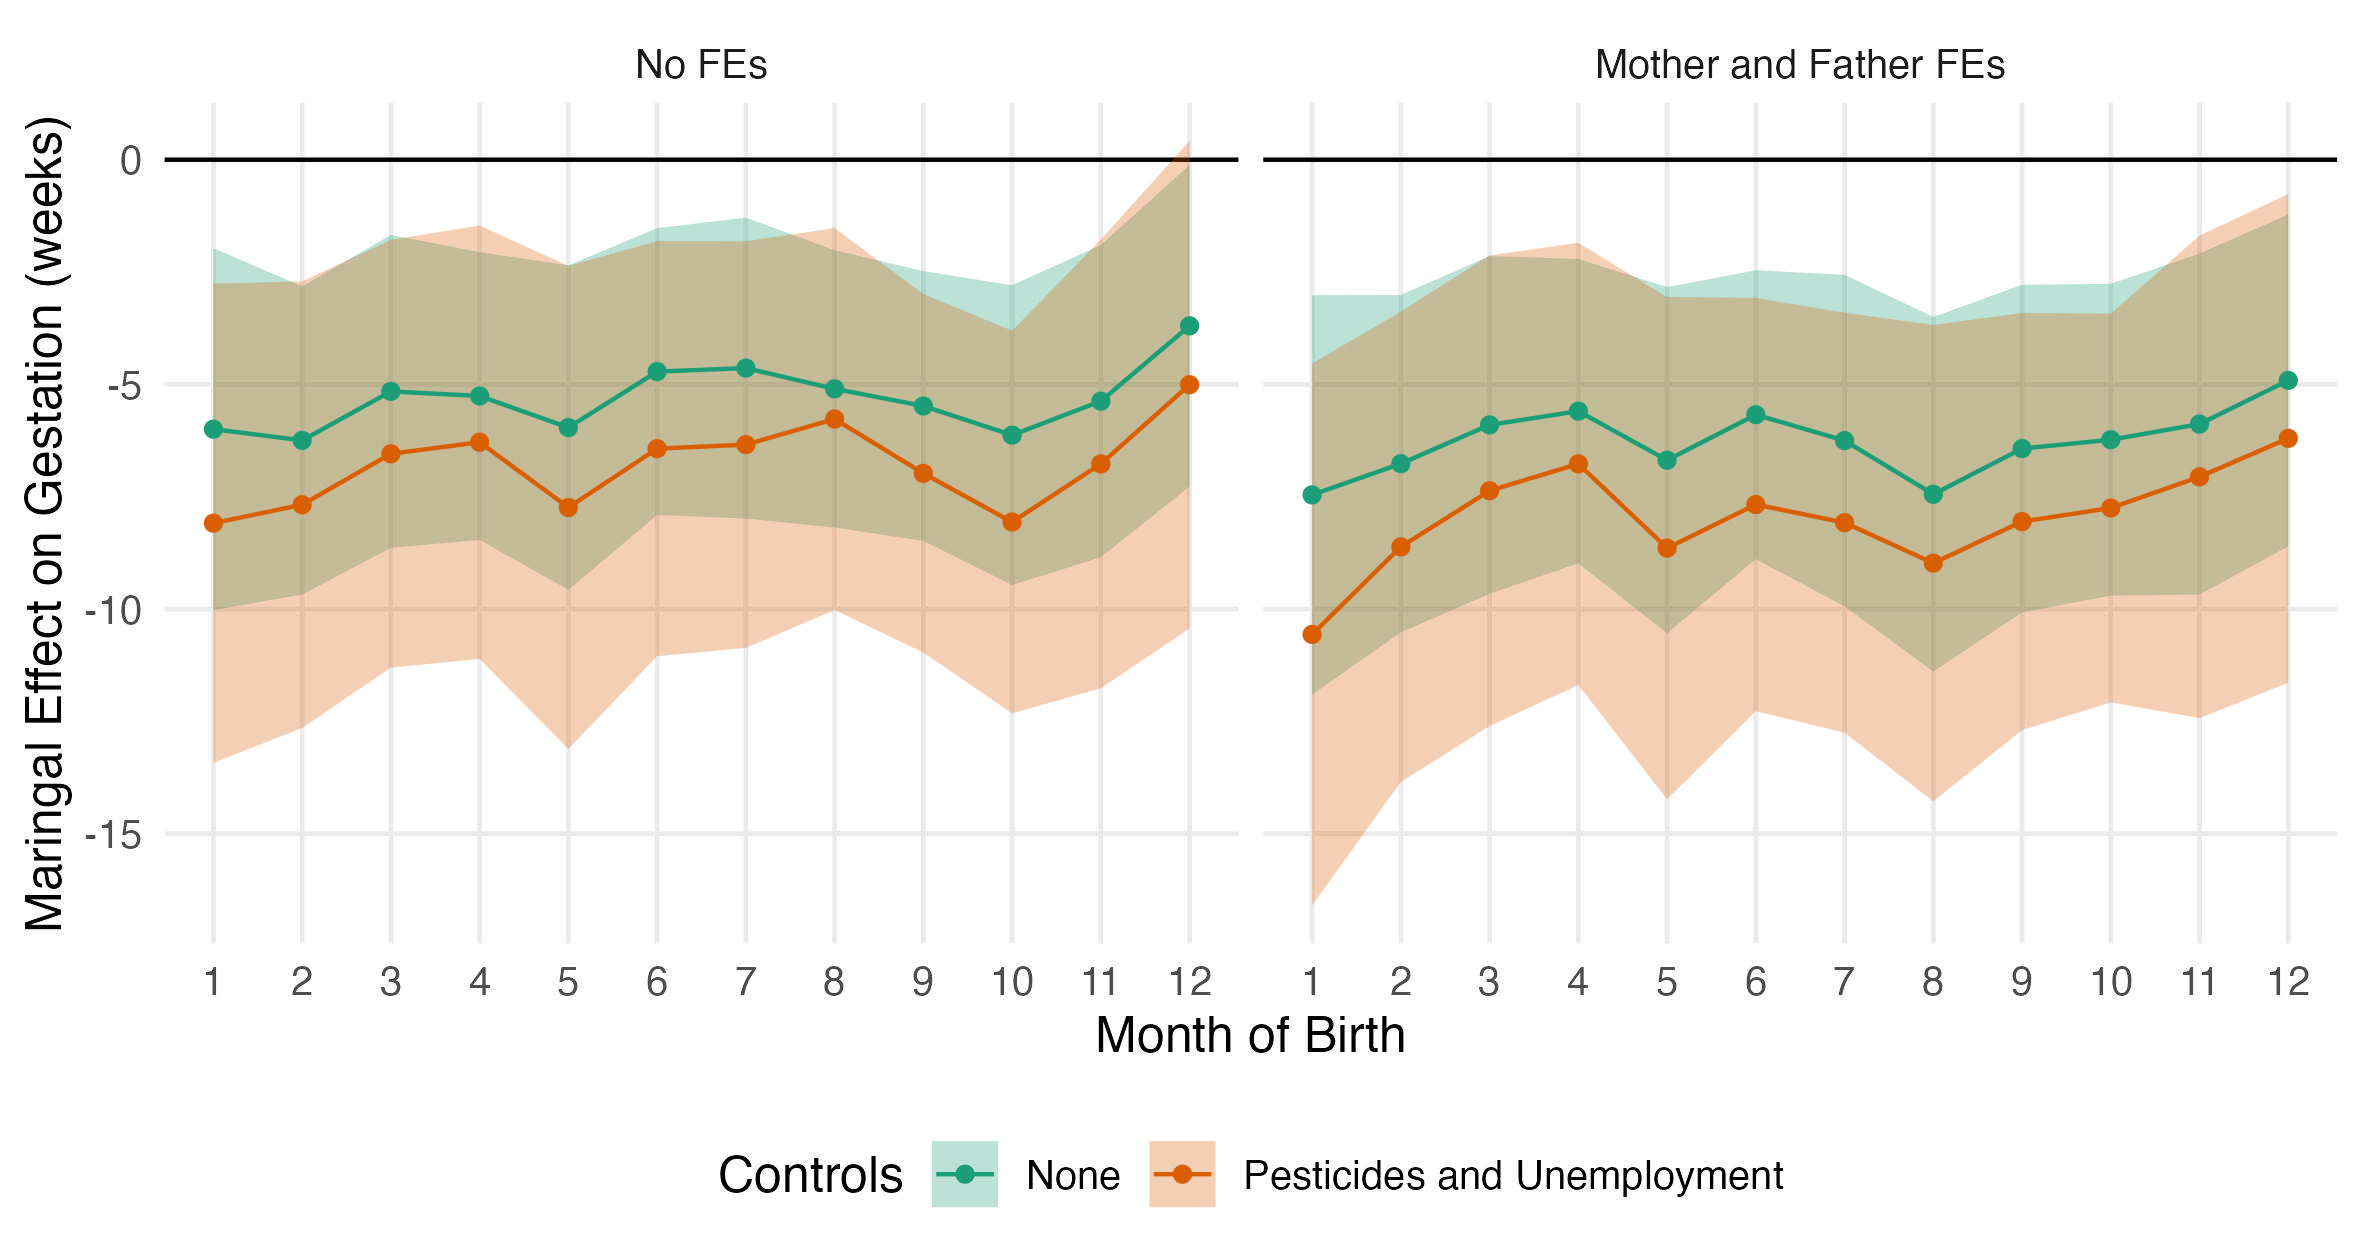 No FEs
Mother and Father FEs
Maringal Effect on Gestation (weeks)
0
-5
-10
-15
1 2 3 4 5 6 7 8 9 10 11 12
1 2 3 4 5 6 7 8 9 10 11 12
Month of Birth
Controls None Pesticides and Unemployment